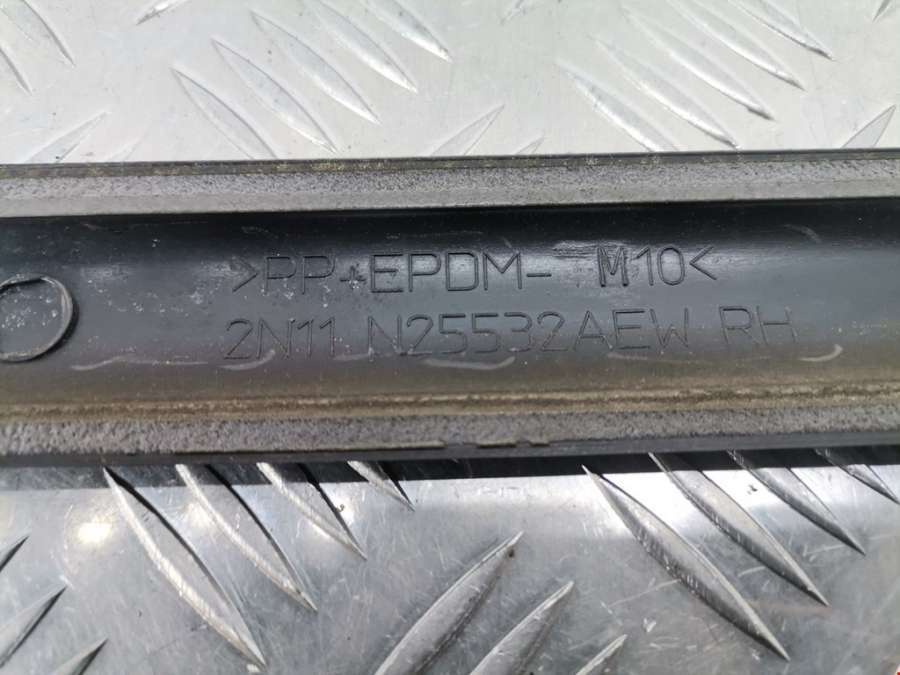 >PP+EPDM- M10<
2N11 N25532AEW RH